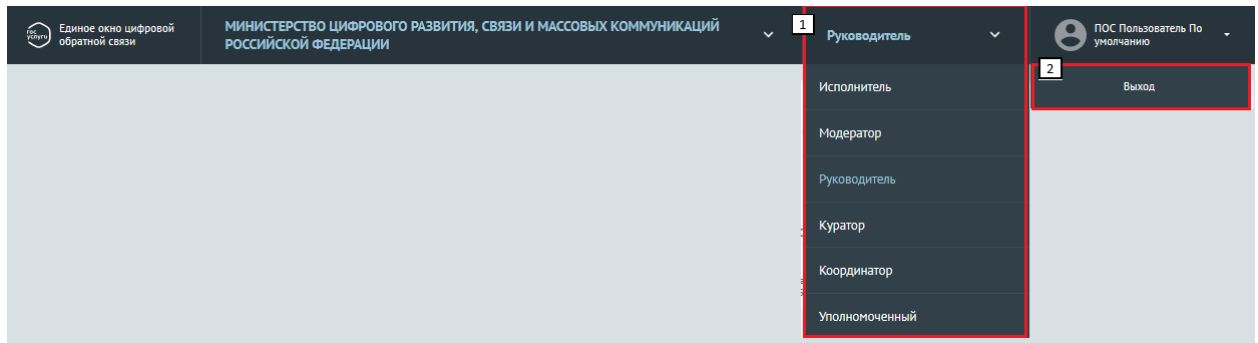 гос
услуги
Единое окно цифровой
обратной связи
МИНИСТЕРСТВО ЦИФРОВОГО РАЗВИТИЯ, СВЯЗИ И МАССОВЫХ КОММУНИКАЦИЙ
РОССИЙСКОЙ ФЕДЕРАЦИИ
1
Руководитель
ПОС Пользователь По
умолчанию
2
Выход
Исполнитель
Модератор
Руководитель
Куратор
Координатор
Уполномоченный